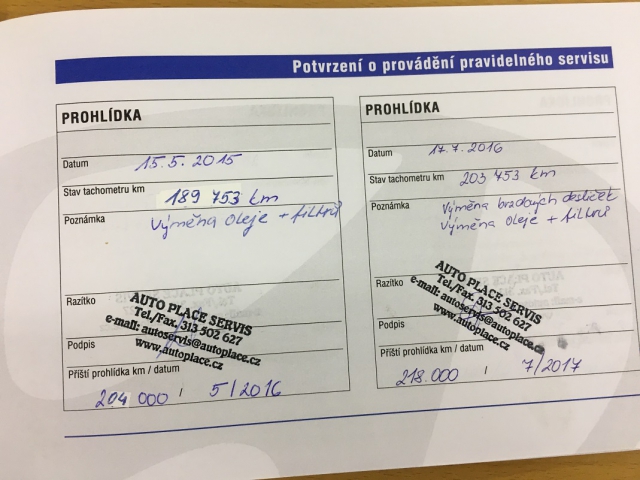 Potvrzení o provádění pravidelného servisu
PROHLÍDKA
Datum 15.5. 2015
Stav tachometru km 189 753 km
Poznámka Výměna oleje + filtrů
Razítko
AUTO PLACE SERVIS
Tel./Fax. 313 502 627
e-mail: autoservis@autoplace.cz
www.autoplace.cz
Podpis
Příští prohlídka km / datum
204 000 / 5/2016
PROHLÍDKA
Datum 17.7. 2016
Stav tachometru km 203 753 km
Poznámka Výměna brzdových destiček
Výměna oleje + filtrů
Razítko
AUTO PLACE SERVIS
Tel./Fax. 313 502 627
e-mail: autoservis@autoplace.cz
www.autoplace.cz
Podpis
Příští prohlídka km / datum
218.000 / 7/2017